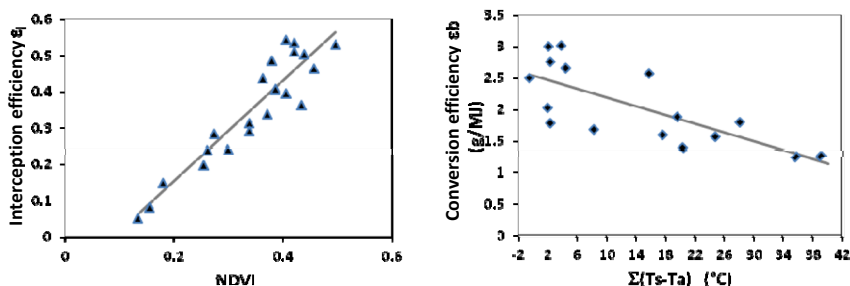 0.6
0.5
0.4
0.3
0.2
0.1
0
Interception efficiency εi
0 0.2 0.4 0.6
NDVI
3.5
3
2.5
2
1.5
1
0.5
0
Conversion efficiency εb
(g/MJ)
-2 2 6 10 14 18 22 26 30 34 38 42
Σ(Ts-Ta) (°C)